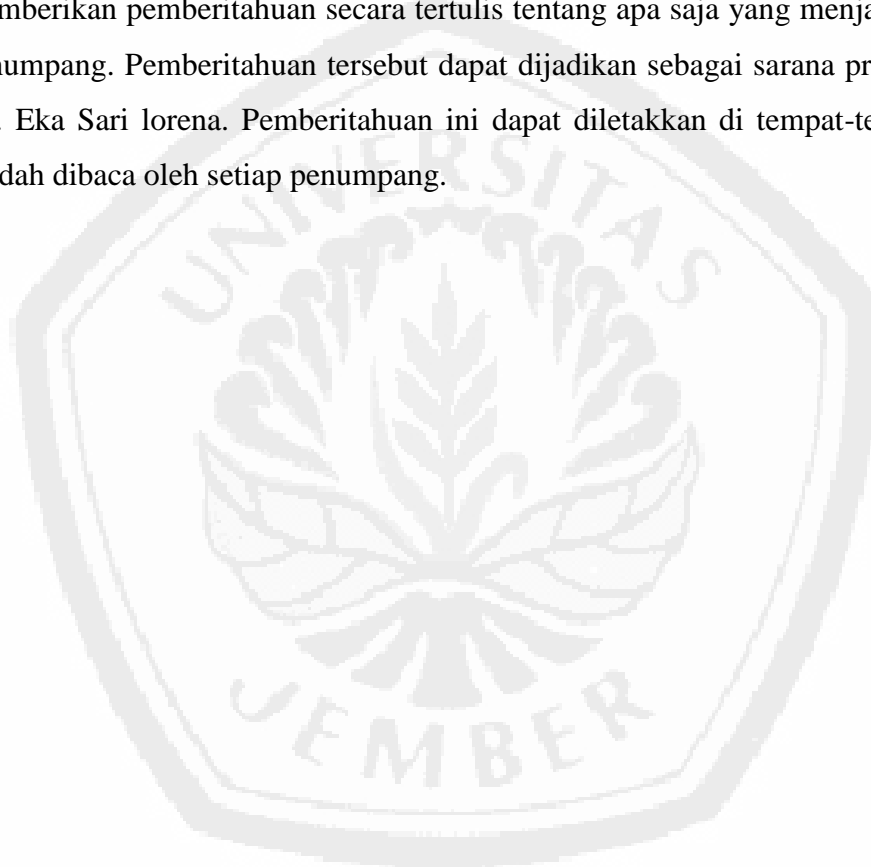 mberikan pemberitahuan secara tertulis tentang apa saja yang menja
numpang. Pemberitahuan tersebut dapat dijadikan sebagai sarana pr
. Eka Sari lorena. Pemberitahuan ini dapat diletakkan di tempat-te
dah dibaca oleh setiap penumpang.
UNIVERSITAS
JEMBER